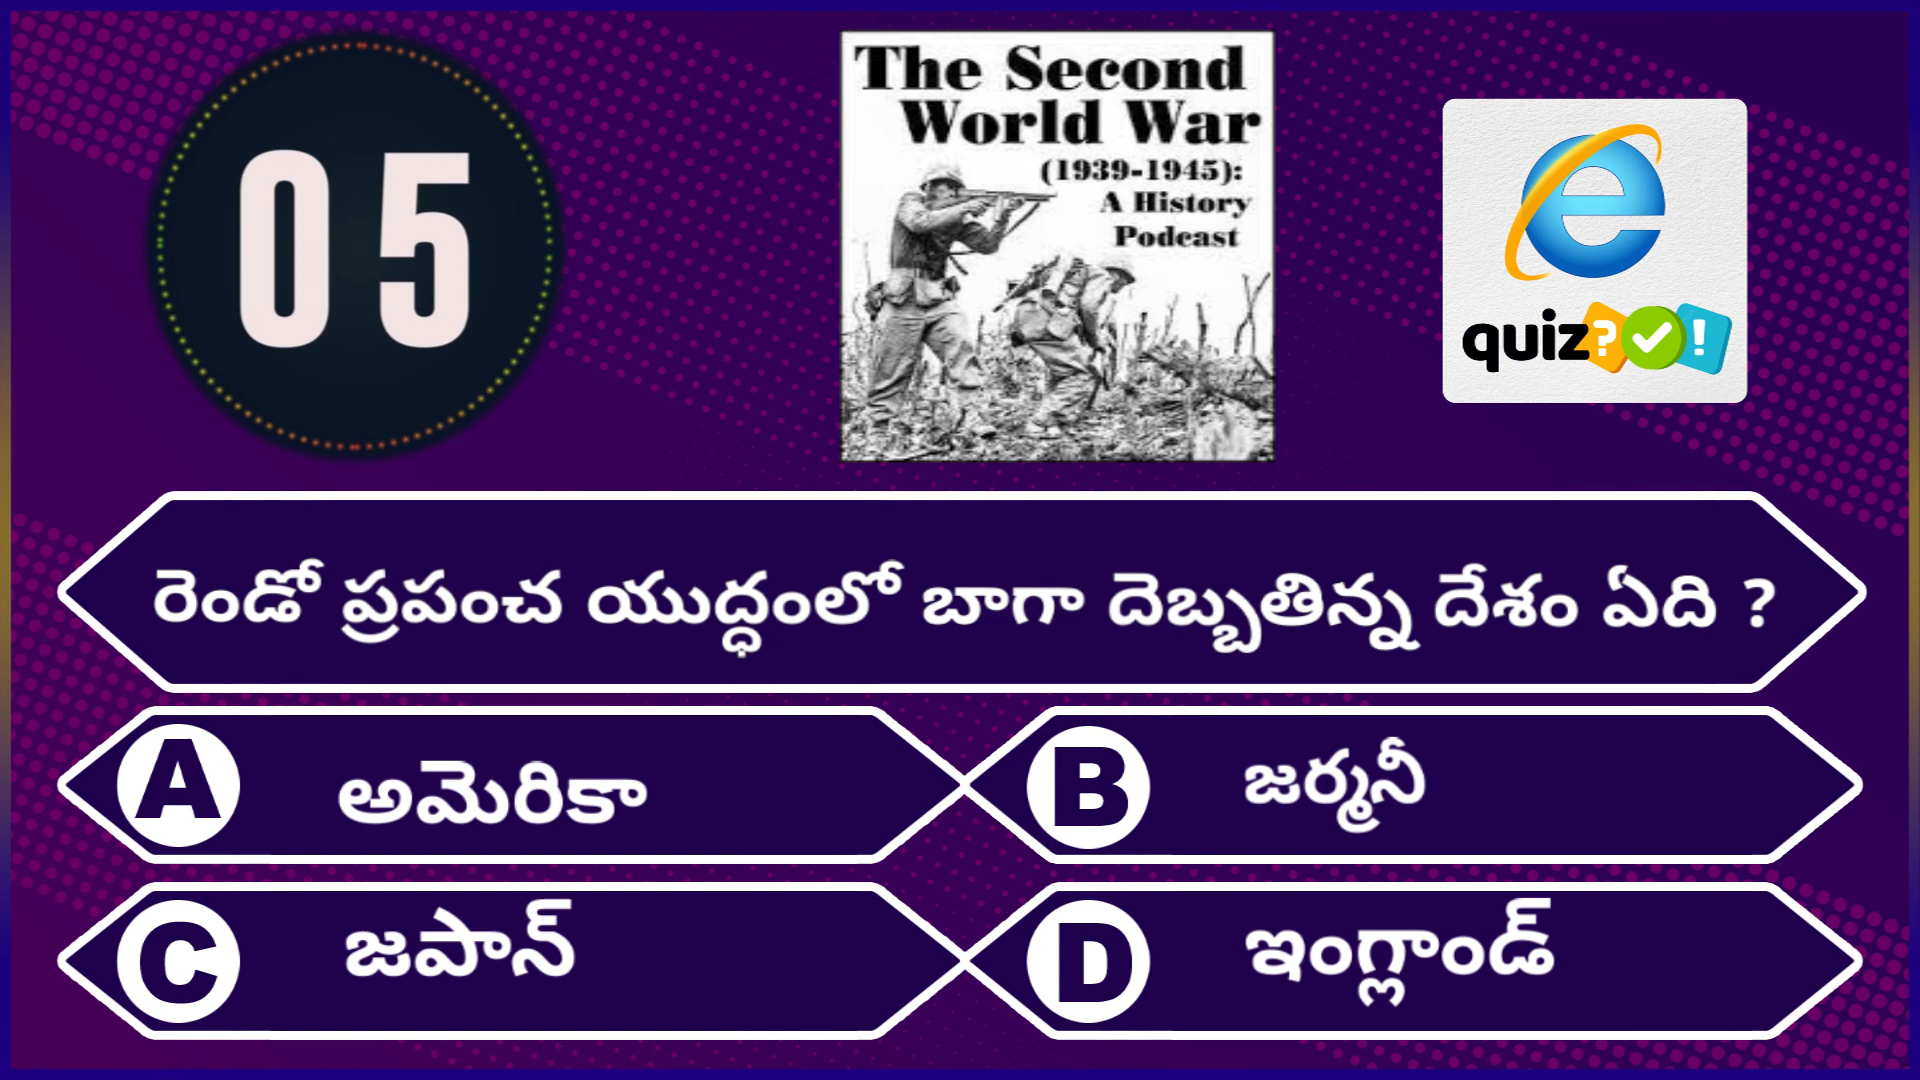 05
The Second
World War
(1939-1945):
A History
Podcast
e
quiz?!
రెండో ప్రపంచ యుద్ధంలో బాగా దెబ్బతిన్న దేశం ఏది ?
A అమెరికా
B జర్మనీ
C జపాన్
D ఇంగ్లాండ్